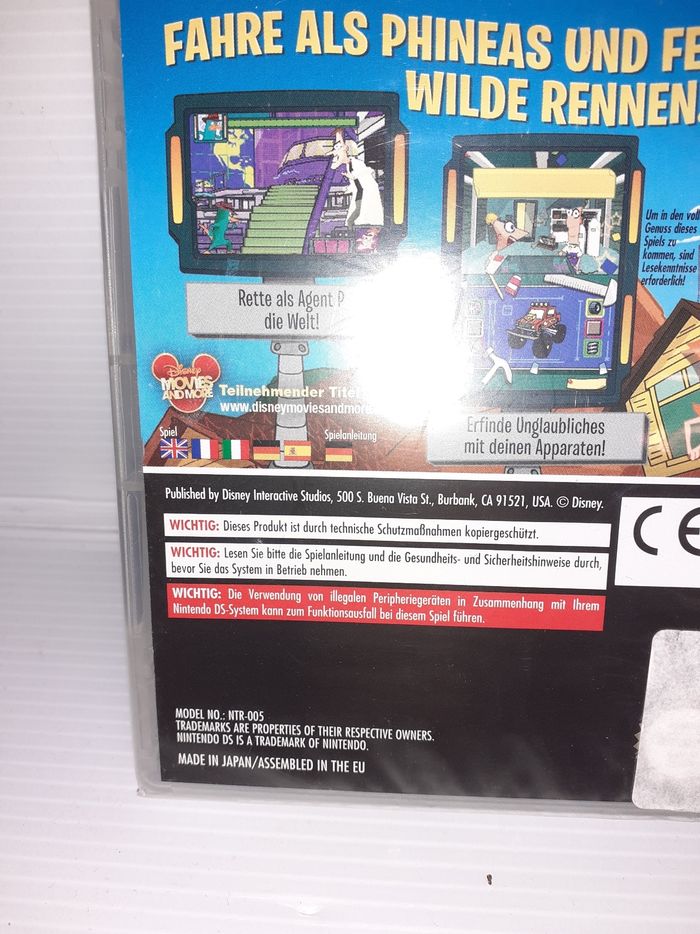 FAHRE ALS PHINEAS UND FE
WILDE RENNEN
Um in den voll
Genuss dieses
Spiels zu
kommen, sind
Lesekenntnisse
erforderlich!
Rette als Agent P
die Welt!
Disney
MOVIES
AND MORE
Teilnehmender Titel
www.disneymoviesandmore
Erfinde Unglaubliches
mit deinen Apparaten!
Spiel
Spielanleitung
Published by Disney Interactive Studios, 500 S. Buena Vista St., Burbank, CA 91521, USA. © Disney.
WICHTIG: Dieses Produkt ist durch technische Schutzmaßnahmen kopiergeschützt.
WICHTIG: Lesen Sie bitte die Spielanleitung und die Gesundheits- und Sicherheitshinweise durch,
bevor Sie das System in Betrieb nehmen.
WICHTIG: Die Verwendung von illegalen Peripheriegeräten in Zusammenhang mit Ihrem
Nintendo DS-System kann zum Funktionsausfall bei diesem Spiel führen.
CE
MODEL NO.: NTR-005
TRADEMARKS ARE PROPERTIES OF THEIR RESPECTIVE OWNERS.
NINTENDO DS IS A TRADEMARK OF NINTENDO.
MADE IN JAPAN/ASSEMBLED IN THE EU